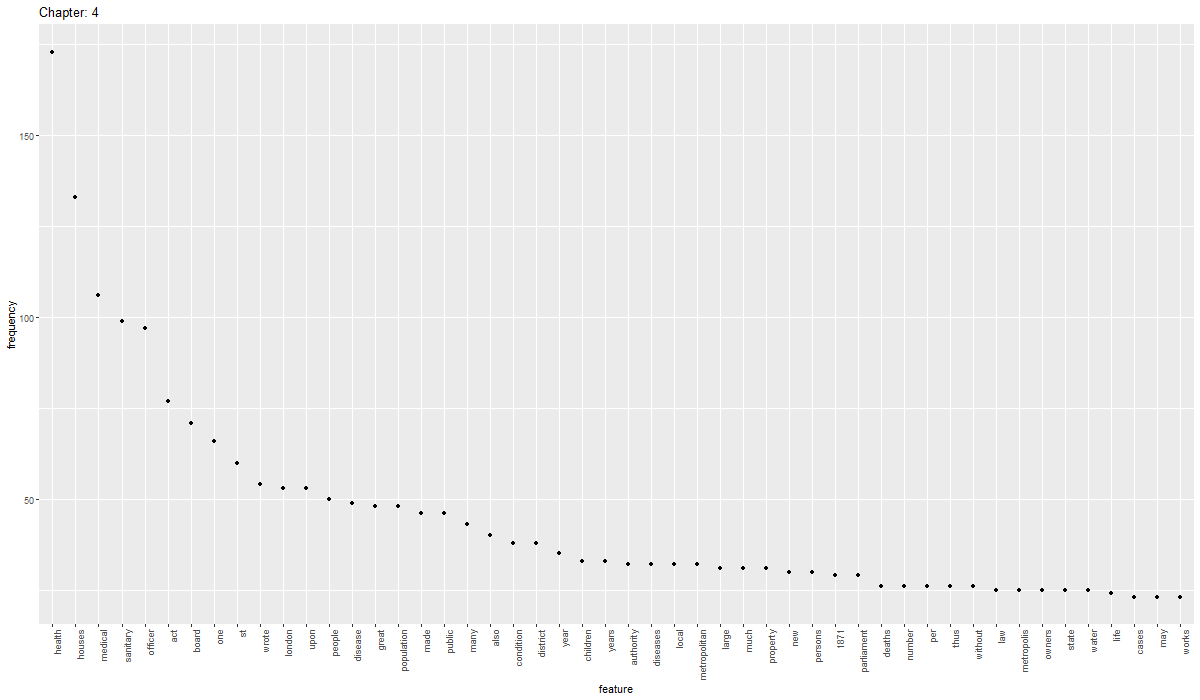 Chapter: 4
frequency
150
100
50
health
houses
medical
sanitary
officer
act
board
one
st
wrote
london
upon
people
disease
great
population
made
public
many
also
condition
district
year
children
years
authority
diseases
local
metropolitan
large
much
property
new
persons
1871
parliament
deaths
number
per
thus
without
law
metropolis
owners
state
water
life
cases
may
works
feature